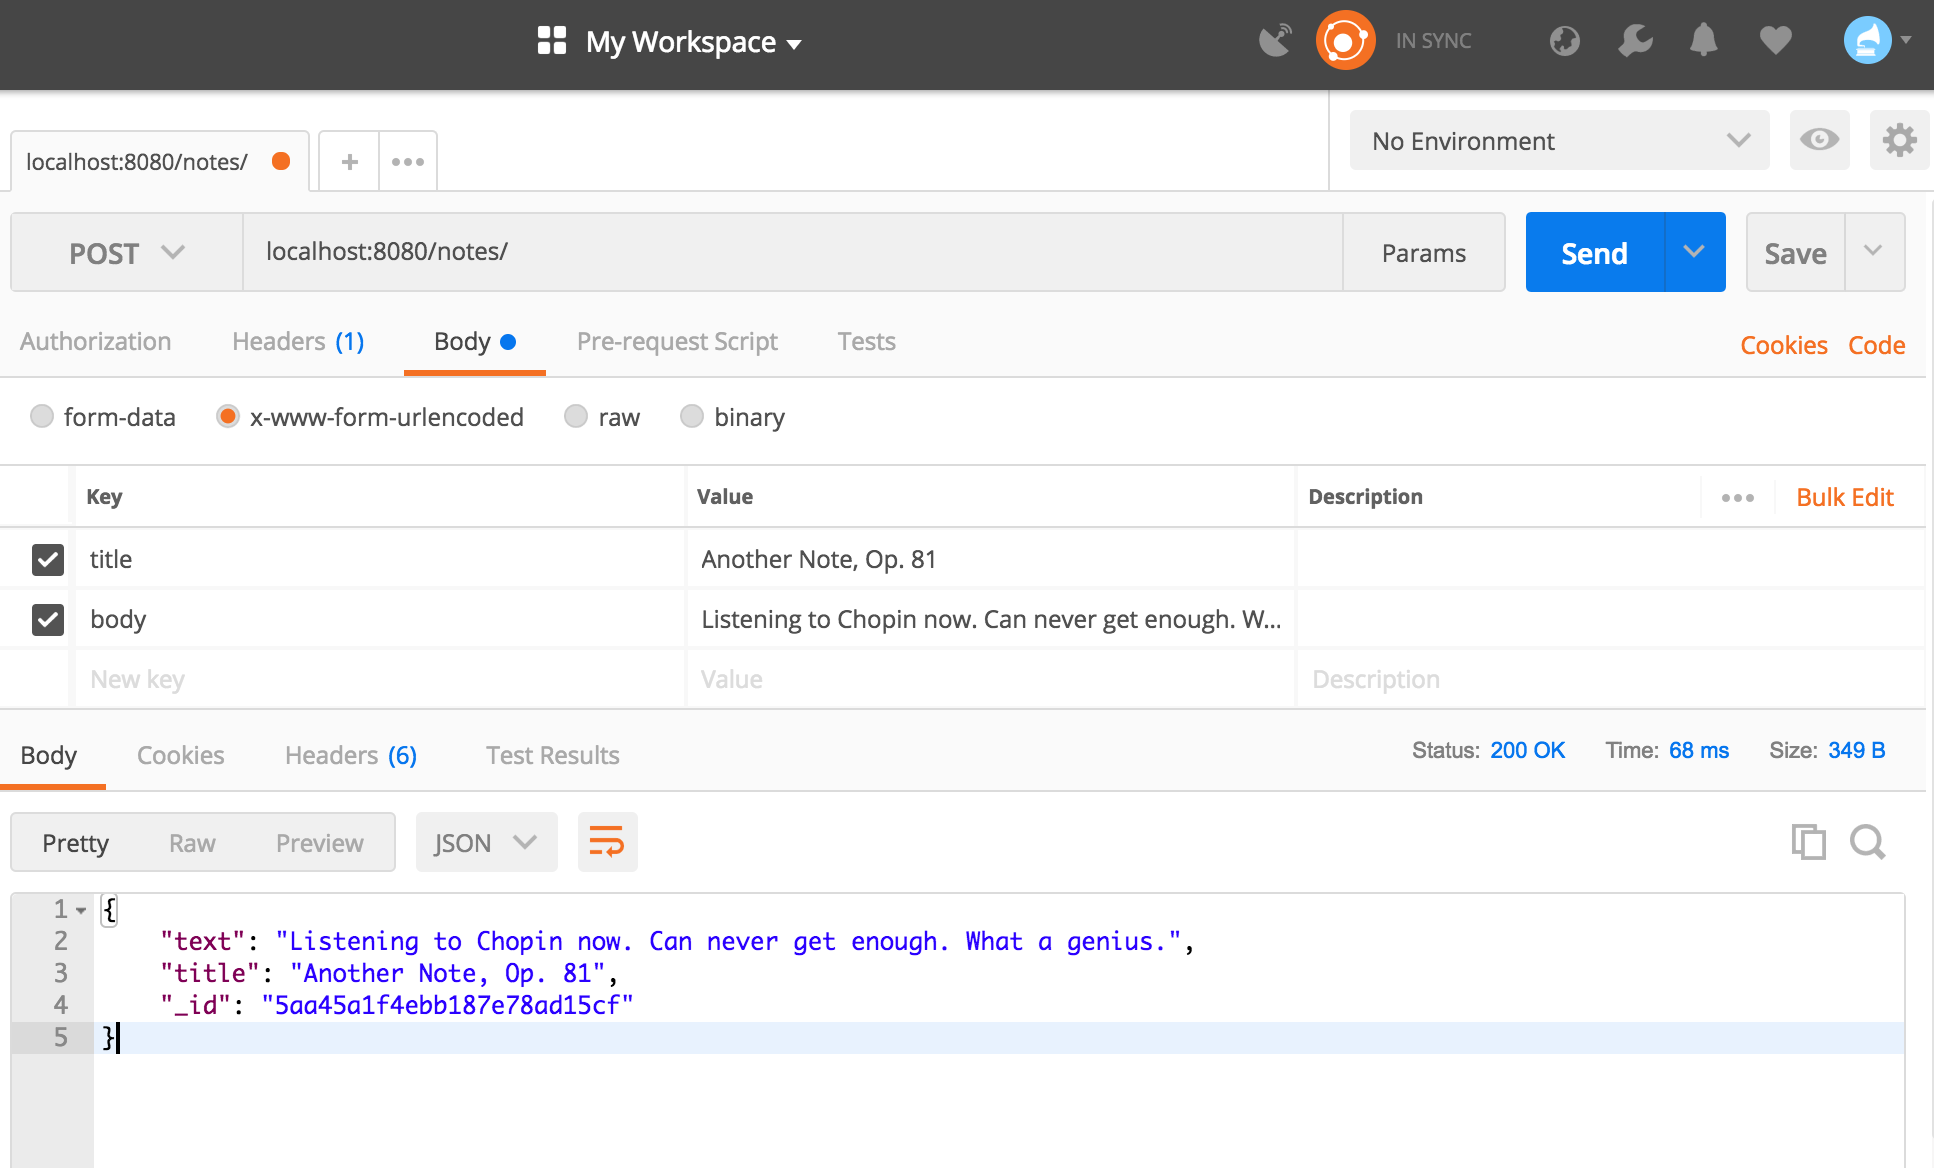 My Workspace IN SYNC
localhost:8080/notes/ + No Environment
POST localhost:8080/notes/ Params Send Save
Authorization Headers (1) Body Pre-request Script Tests Cookies Code
form-data x-www-form-urlencoded raw binary
Key Value Description Bulk Edit
title Another Note, Op. 81
body Listening to Chopin now. Can never get enough. W...
New key Value Description
Body Cookies Headers (6) Test Results Status: 200 OK Time: 68 ms Size: 349 B
Pretty Raw Preview JSON
1 {
2 "text": "Listening to Chopin now. Can never get enough. What a genius.",
3 "title": "Another Note, Op. 81",
4 "_id": "5aa45a1f4ebb187e78ad15cf"
5 }